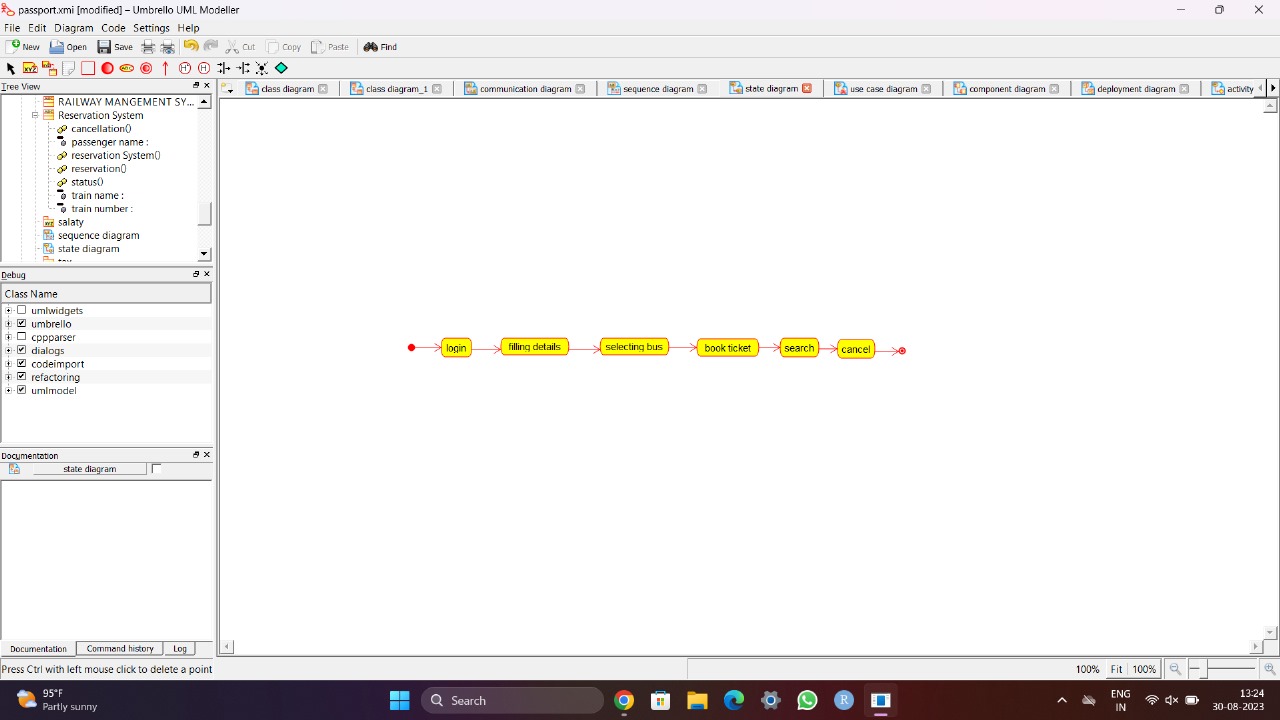 passport.xmi [modified] – Umbrello UML Modeller
File Edit Diagram Code Settings Help
New Open Save Cut Copy Paste Find
Tree View
class diagram class diagram_1 communication diagram sequence diagram state diagram use case diagram component diagram deployment diagram activity
RAILWAY MANGEMENT SY...
Reservation System
cancellation()
passenger name :
reservation System()
reservation()
status()
train name :
train number :
salaty
sequence diagram
state diagram
Debug
Class Name
umlwidgets
umbrello
cppparser
dialogs
codeimport
refactoring
umlmodel
login filling details selecting bus book ticket search cancel
Documentation
state diagram
Documentation Command history Log
Press Ctrl with left mouse click to delete a point
100% Fit 100%
95°F
Partly sunny
Search
ENG
IN
13:24
30-08-2023